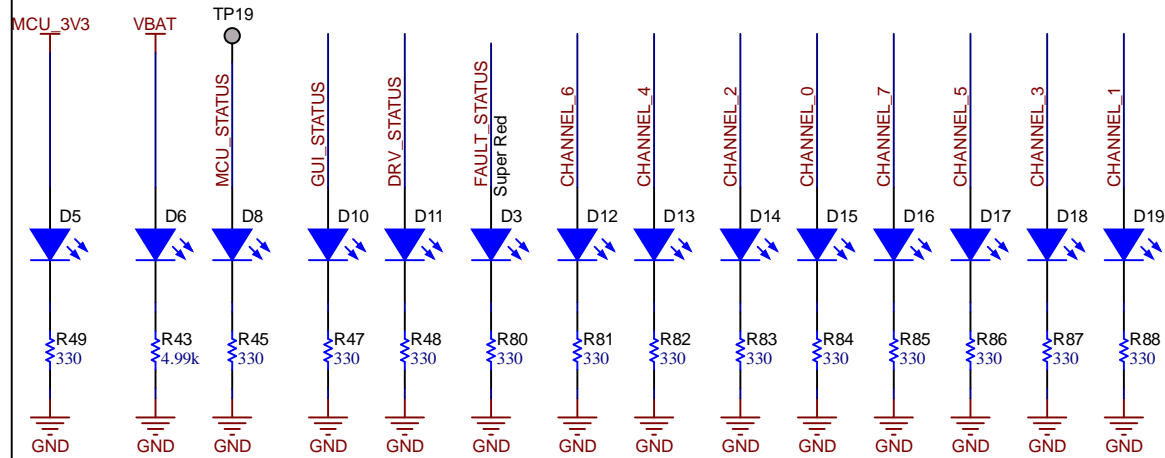 MCU_3V3
VBAT
TP19
MCU_STATUS
GUI_STATUS
DRV_STATUS
FAULT_STATUS
Super Red
CHANNEL_6
CHANNEL_4
CHANNEL_2
CHANNEL_0
CHANNEL_7
CHANNEL_5
CHANNEL_3
CHANNEL_1
D5
D6
D8
D10
D11
D3
D12
D13
D14
D15
D16
D17
D18
D19
R49
330
R43
4.99k
R45
330
R47
330
R48
330
R80
330
R81
330
R82
330
R83
330
R84
330
R85
330
R86
330
R87
330
R88
330
GND
GND
GND
GND
GND
GND
GND
GND
GND
GND
GND
GND
GND
GND